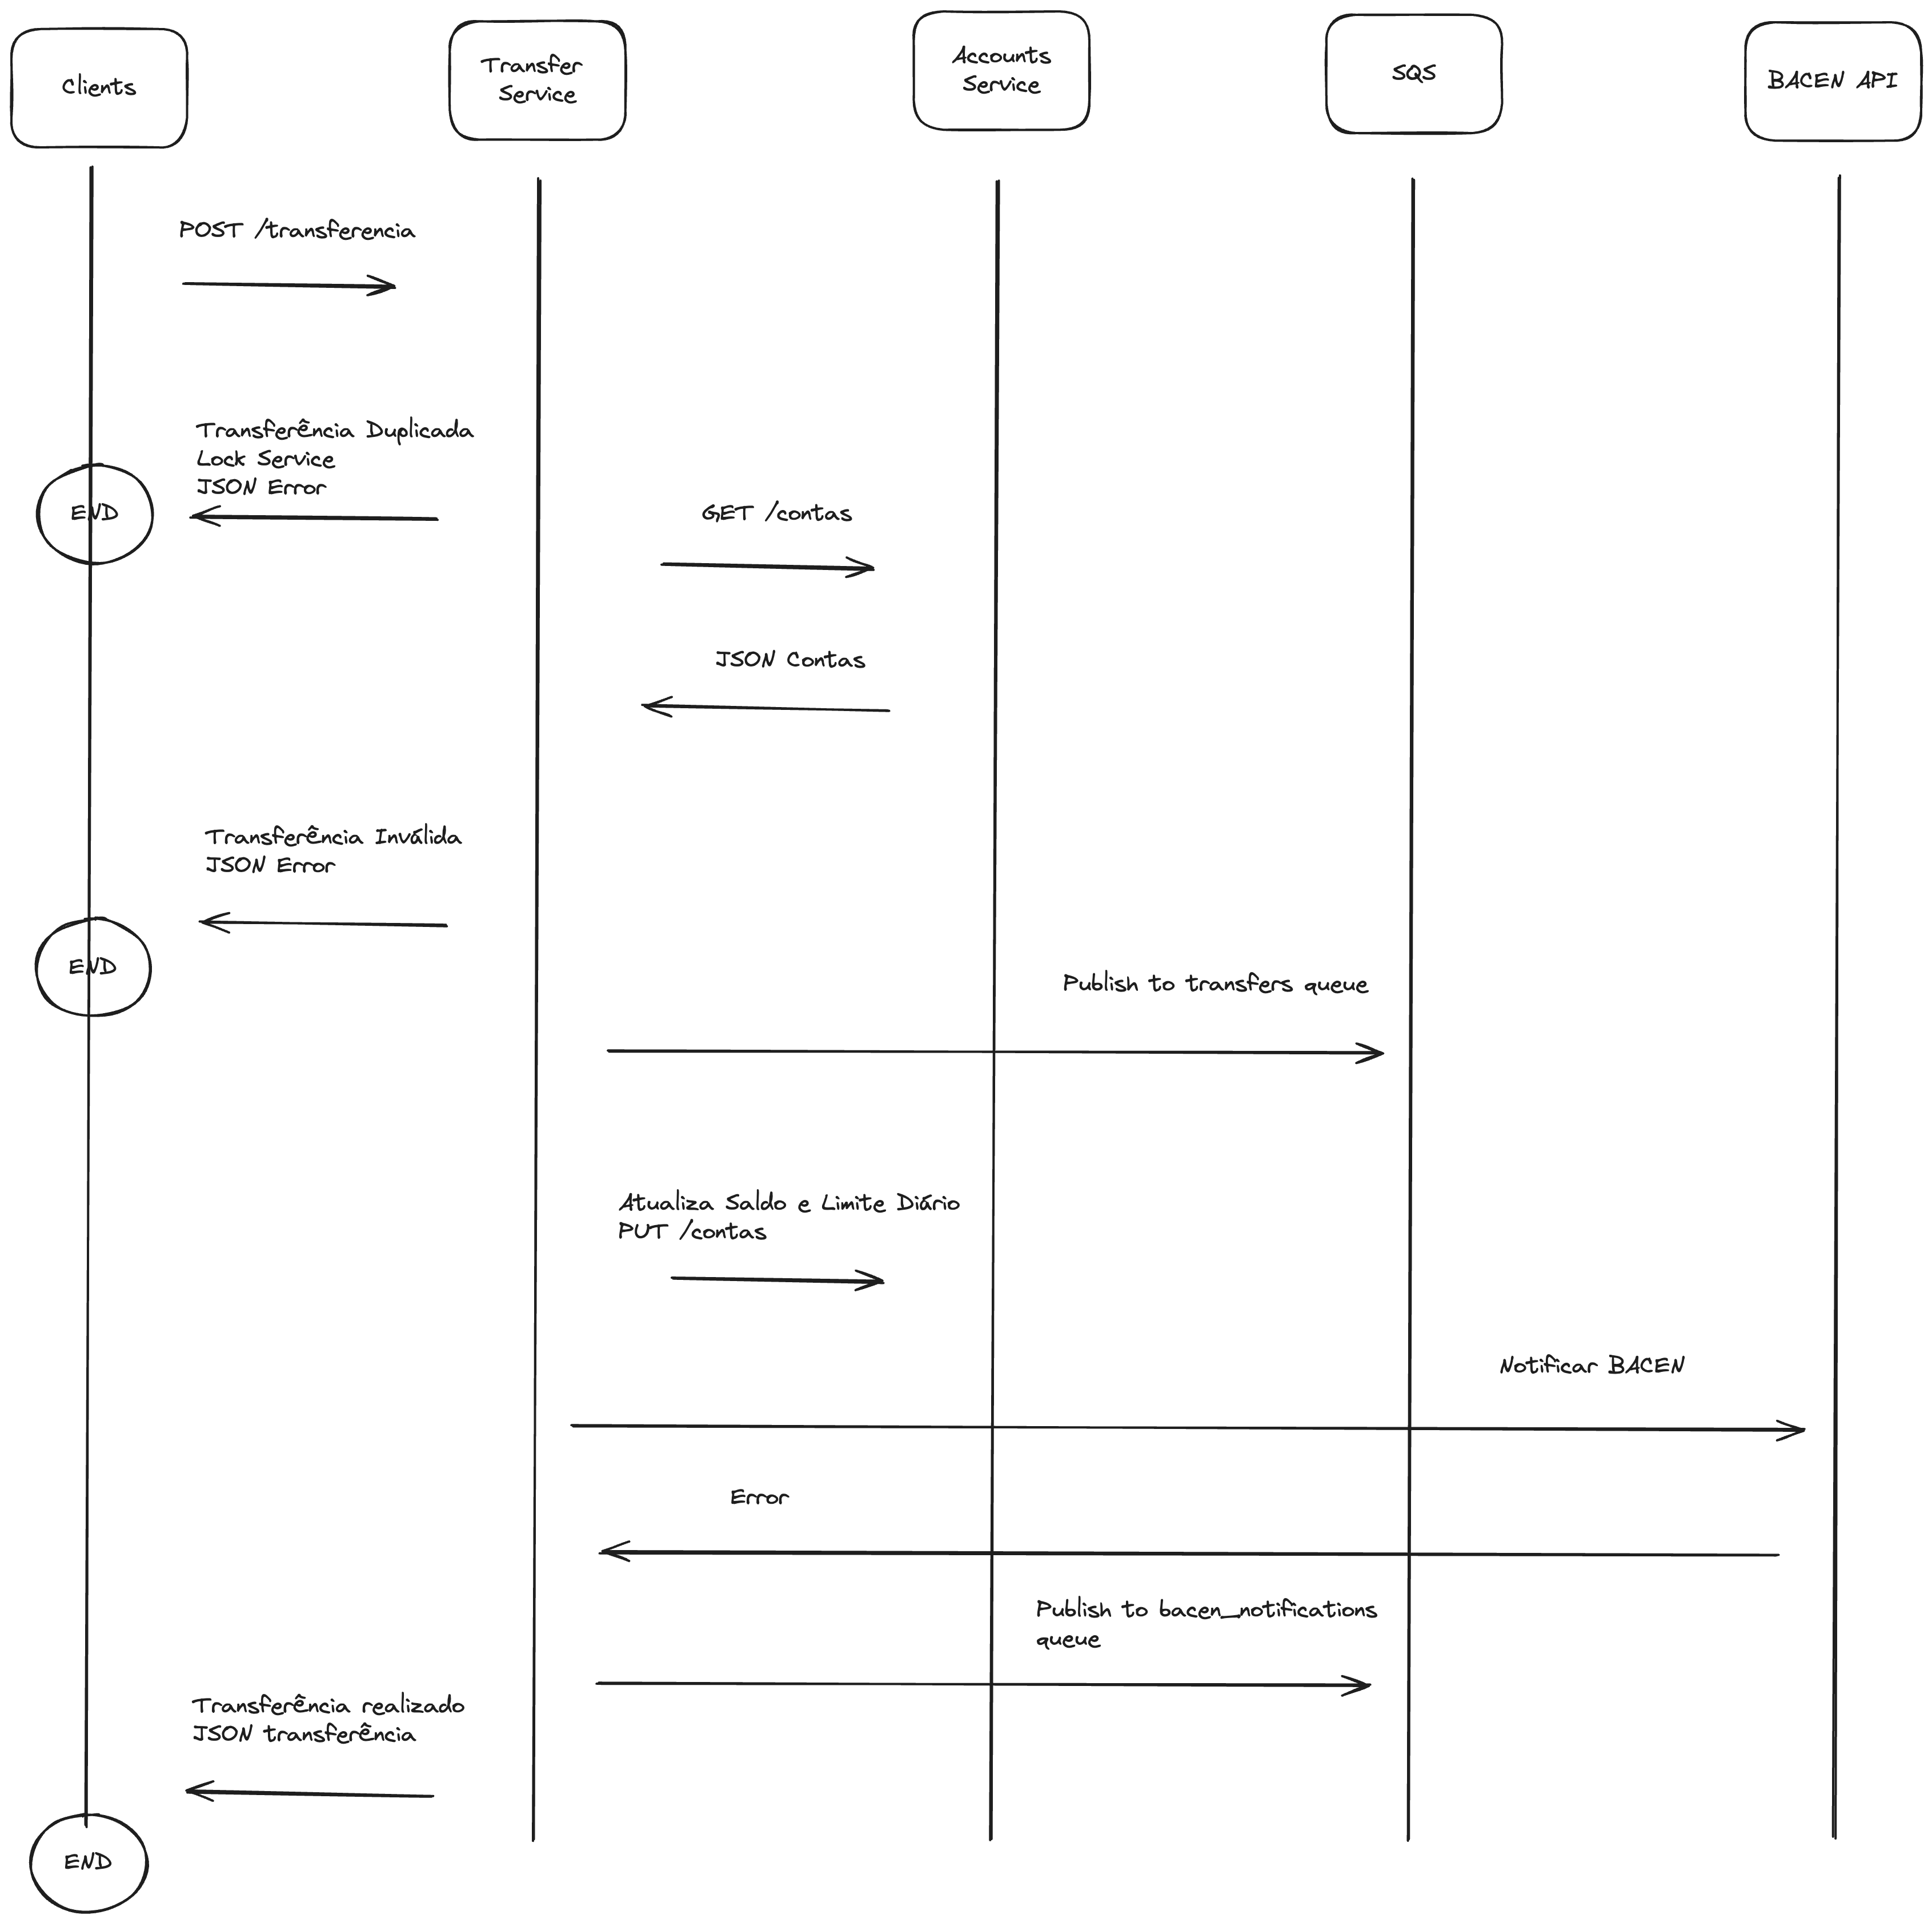 Clients
Transfer
Service
Accounts
Service
SQS
BACEN API
POST /transferencia
Transferência Duplicada
Lock Service
JSON Error
END
GET /contas
JSON Contas
Transferência Inválida
JSON Error
END
Publish to transfers queue
Atualiza Saldo e Limite Diário
PUT /contas
Notificar BACEN
Error
Publish to bacen_notifications
queue
Transferência realizado
JSON transferência
END